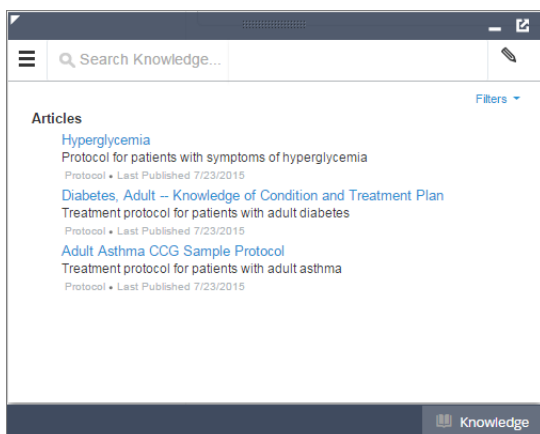 Search Knowledge...
Filters
Articles
Hyperglycemia
Protocol for patients with symptoms of hyperglycemia
Protocol • Last Published 7/23/2015
Diabetes, Adult -- Knowledge of Condition and Treatment Plan
Treatment protocol for patients with adult diabetes
Protocol • Last Published 7/23/2015
Adult Asthma CCG Sample Protocol
Treatment protocol for patients with adult asthma
Protocol • Last Published 7/23/2015
Knowledge